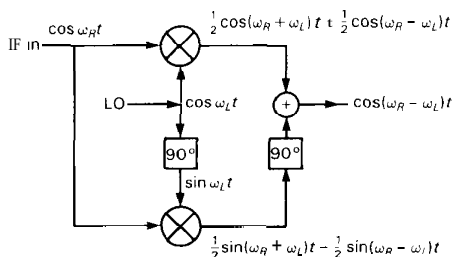 cos ω_R t
½ cos(ω_R + ω_L) t + ½ cos(ω_R − ω_L) t
IF in
LO
cos ω_L t
+
cos(ω_R − ω_L) t
90°
90°
sin ω_L t
½ sin(ω_R + ω_L) t − ½ sin(ω_R − ω_L) t